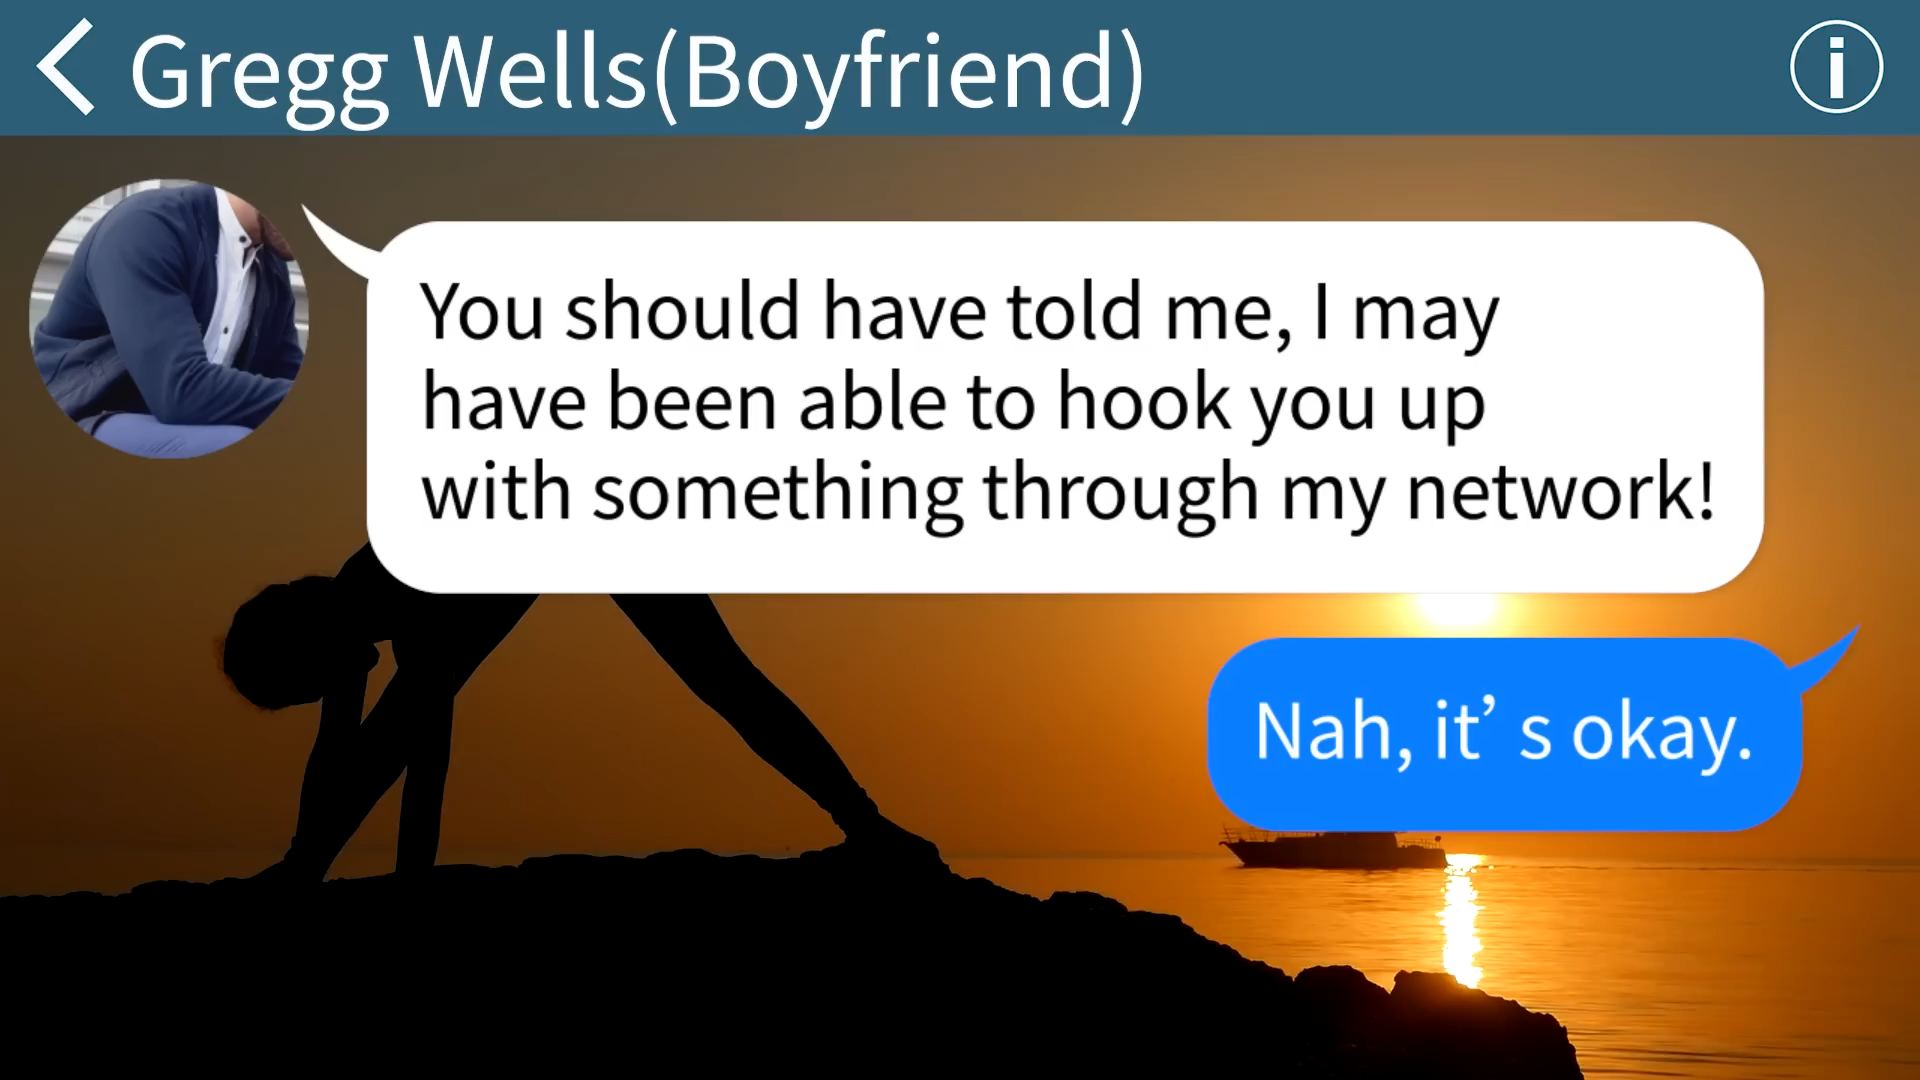 Gregg Wells(Boyfriend)
You should have told me, I may
have been able to hook you up
with something through my network!
Nah, it’s okay.